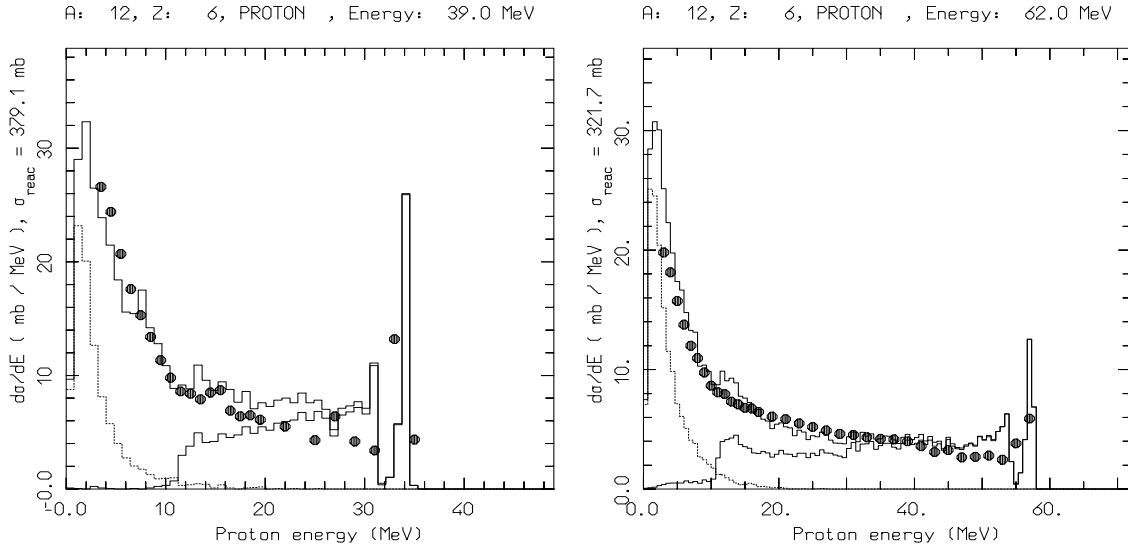 A: 12, Z: 6, PROTON , Energy: 39.0 MeV
dσ/dE ( mb / MeV ), σreac = 379.1 mb
30
20
10
0.0
-0.0 20 40
Proton energy (MeV)
A: 12, Z: 6, PROTON , Energy: 62.0 MeV
dσ/dE ( mb / MeV ), σreac = 321.7 mb
30.
20.
10.
0.0
0.0 20. 40. 60.
Proton energy (MeV)